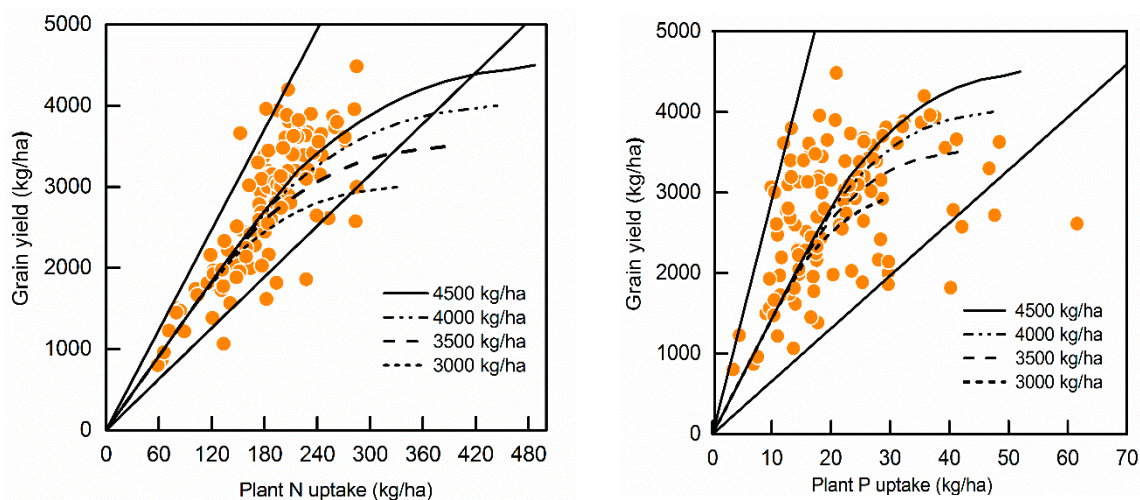 5000
4000
3000
2000
1000
0
Grain yield (kg/ha)
4500 kg/ha
4000 kg/ha
3500 kg/ha
3000 kg/ha
0 60 120 180 240 300 360 420 480
Plant N uptake (kg/ha)
5000
4000
3000
2000
1000
0
Grain yield (kg/ha)
4500 kg/ha
4000 kg/ha
3500 kg/ha
3000 kg/ha
0 10 20 30 40 50 60 70
Plant P uptake (kg/ha)